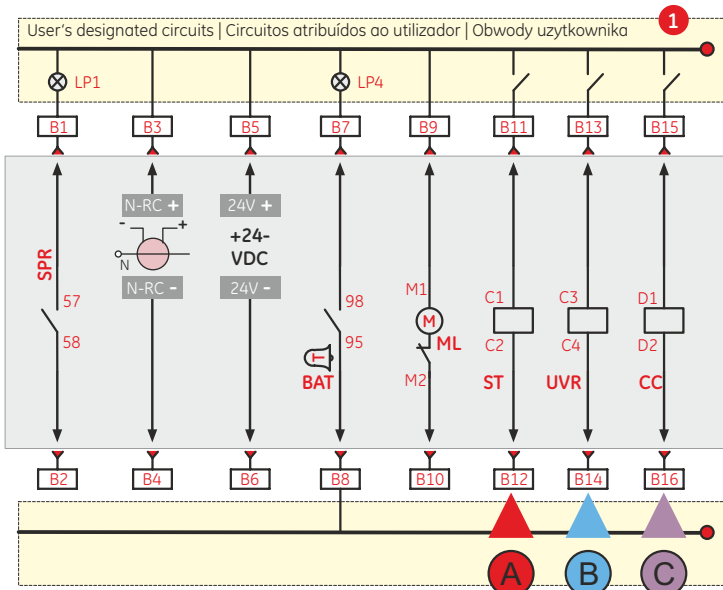 User's designated circuits | Circuitos atribuídos ao utilizador | Obwody uzytkownika 1
LP1 LP4
B1 B3 B5 B7 B9 B11 B13 B15
N-RC + 24V +
- +
SPR
+24-
VDC
N
N-RC - 24V -
57 98 M1 C1 C3 D1
M
58 95 ML C2 C4 D2
T
BAT M2 ST UVR CC
B2 B4 B6 B8 B10 B12 B14 B16
A B C